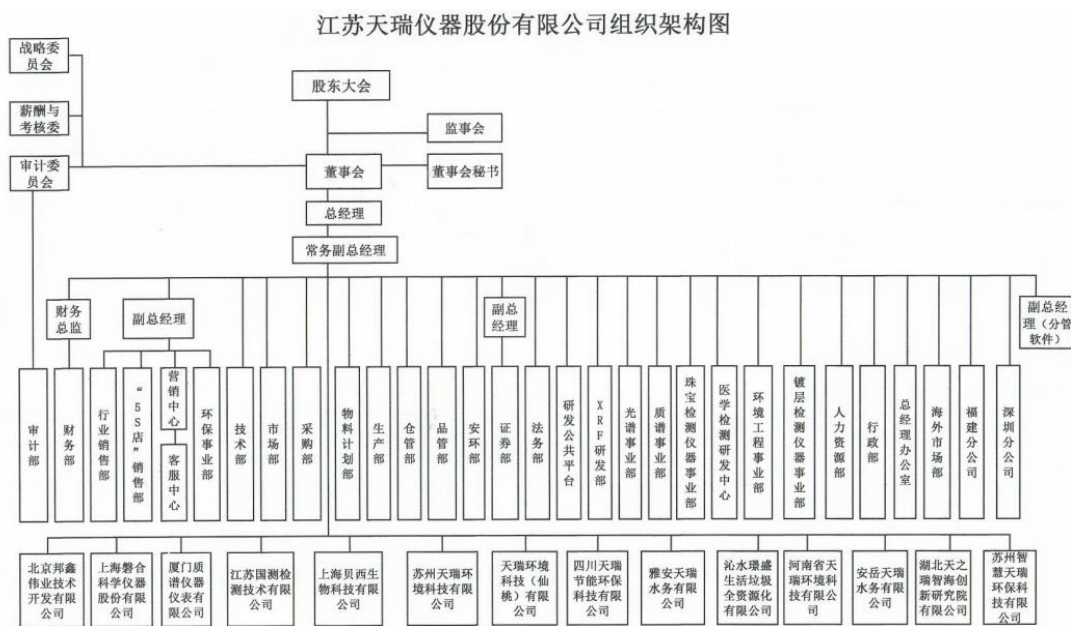 江苏天瑞仪器股份有限公司组织架构图
战略委
员会
薪酬与
考核委
审计委
员会
股东大会
监事会
董事会
董事会秘书
总经理
常务副总经理
财务
总监
副总经理
副总
经理
副总经
理（分管
软件）
审计部
财务部
行业销售部
“5S店”销售部
营销中心
客服中心
环保事业部
技术部
市场部
采购部
物料计划部
生产部
仓管部
品管部
安环部
证券部
法务部
研发公共平台
XRF研发部
光谱事业部
质谱事业部
珠宝检测仪器事业部
医学检测研发中心
环境工程事业部
镀层检测仪器事业部
人力资源部
行政部
总经理办公室
海外市场部
福建分公司
深圳分公司
北京邦鑫
伟业技术
开发有限
公司
上海磐合
科学仪器
股份有限
公司
厦门质
谱仪器
仪表有
限公司
江苏国测检
测技术有限
公司
上海贝西生
物科技有限
公司
苏州天瑞环
境科技有限
公司
天瑞环境
科技（仙
桃）有限
公司
四川天瑞
节能环保
科技有限
公司
雅安天瑞
水务有限
公司
沁水璟盛
生活垃圾
全资源化
有限公司
河南省天
瑞环境科
技有限公
司
安岳天瑞
水务有限
公司
湖北天之
瑞智海创
新研究院
有限公司
苏州智
慧天瑞
环保科
技有限
公司